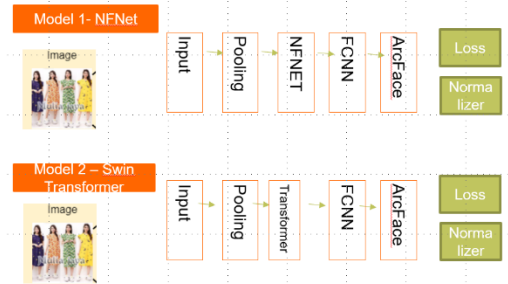 Model 1- NFNet
Image
Input
Pooling
NFNET
FCNN
ArcFace
Loss
Norma
lizer
Model 2 – Swin
Transformer
Image
Input
Pooling
Transformer
FCNN
ArcFace
Loss
Norma
lizer